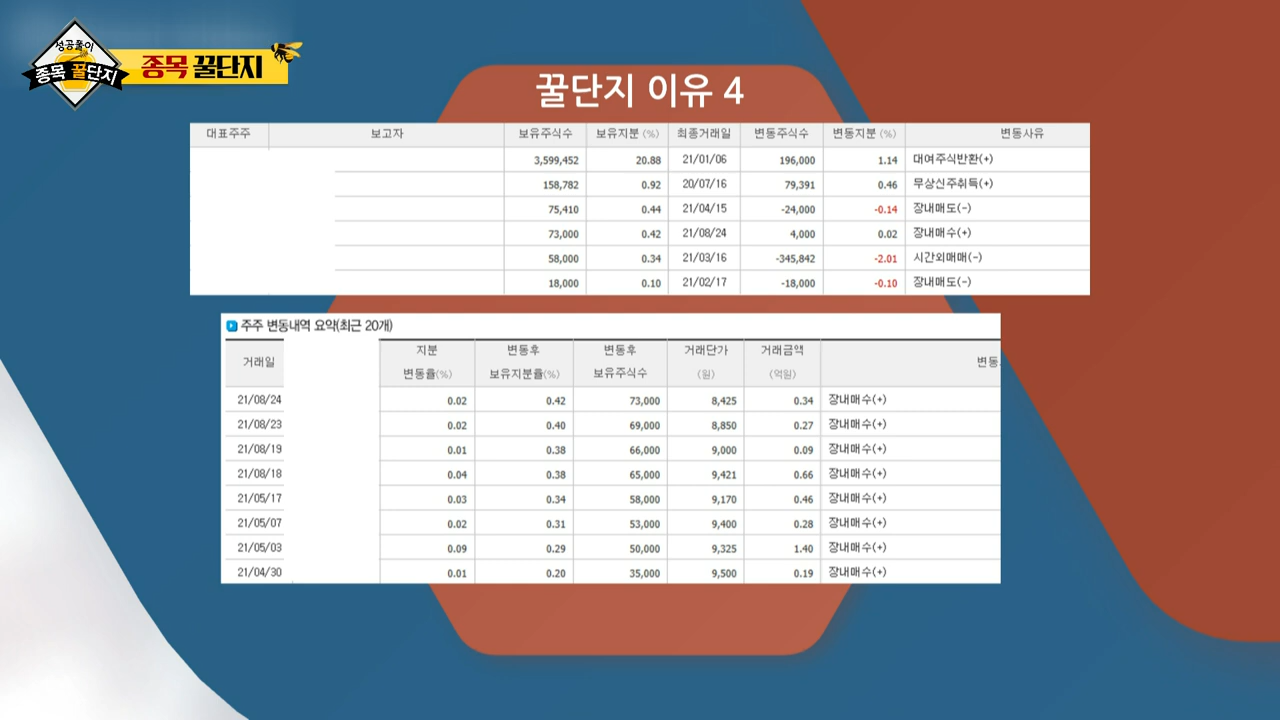 성공풀이
종목 꿀단지
종목 꿀단지
꿀단지 이유 4
대표주주 보고자 보유주식수 보유지분 (%) 최종거래일 변동주식수 변동지분 (%) 변동사유
3,599,452 20.88 21/01/06 196,000 1.14 대여주식반환(+)
158,782 0.92 20/07/16 79,391 0.46 무상신주취득(+)
75,410 0.44 21/04/15 -24,000 -0.14 장내매도(-)
73,000 0.42 21/08/24 4,000 0.02 장내매수(+)
58,000 0.34 21/03/16 -345,842 -2.01 시간외매매(-)
18,000 0.10 21/02/17 -18,000 -0.10 장내매도(-)
주주 변동내역 요약(최근 20개)
거래일 지분 변동후 변동후 거래단가 거래금액 변동
변동률(%) 보유지분율(%) 보유주식수 (원) (억원)
21/08/24 0.02 0.42 73,000 8,425 0.34 장내매수(+)
21/08/23 0.02 0.40 69,000 8,850 0.27 장내매수(+)
21/08/19 0.01 0.38 66,000 9,000 0.09 장내매수(+)
21/08/18 0.04 0.38 65,000 9,421 0.66 장내매수(+)
21/05/17 0.03 0.34 58,000 9,170 0.46 장내매수(+)
21/05/07 0.02 0.31 53,000 9,400 0.28 장내매수(+)
21/05/03 0.09 0.29 50,000 9,325 1.40 장내매수(+)
21/04/30 0.01 0.20 35,000 9,500 0.19 장내매수(+)